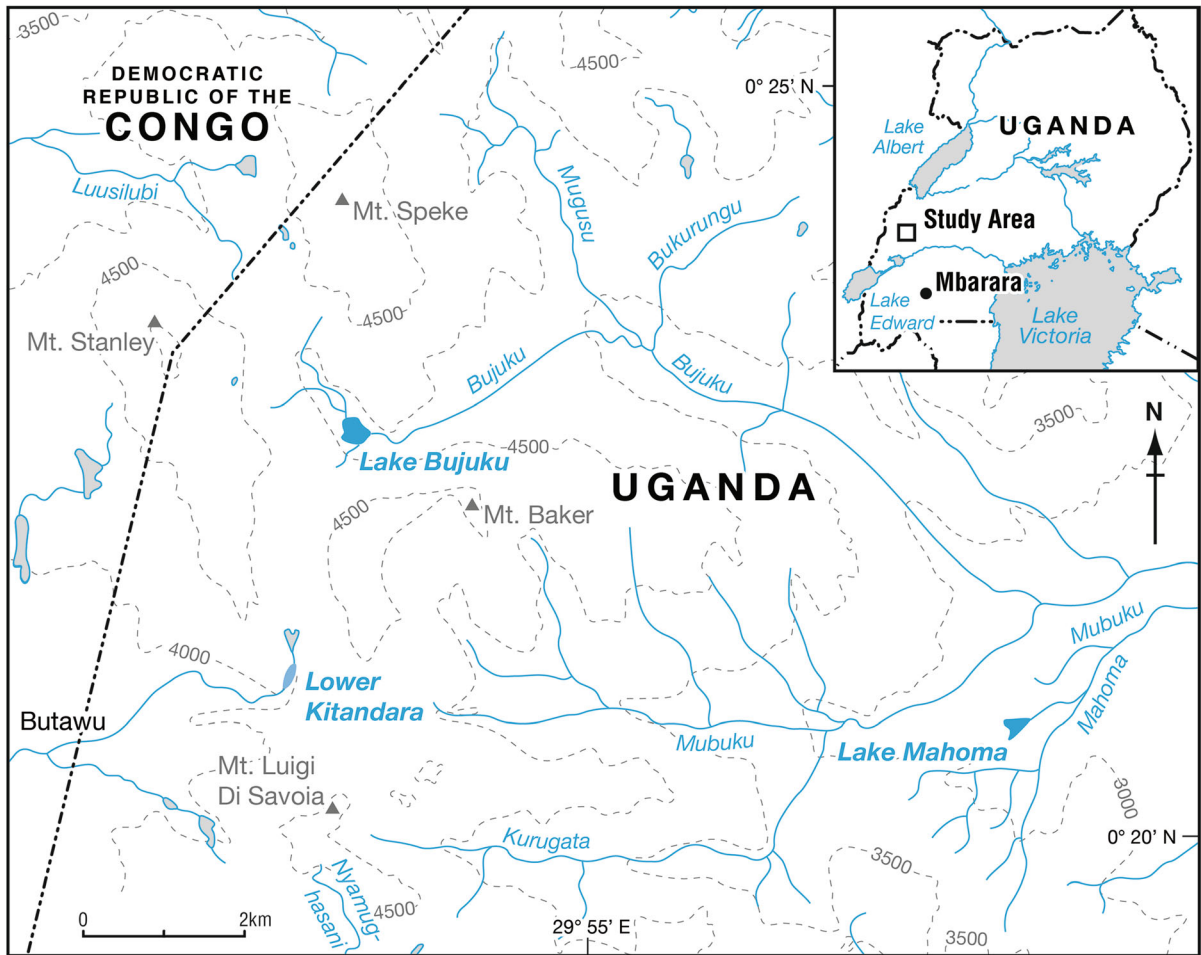 3500
DEMOCRATIC
REPUBLIC OF THE
CONGO
Luusilubi
Mt. Speke
4500
Mugusu
Bukurungu
0° 25' N
UGANDA
Lake
Albert
Study Area
Mbarara
Lake
Edward
Lake
Victoria
4500
Mt. Stanley
4500
Bujuku
Bujuku
3500
N
Lake Bujuku
4500
UGANDA
4500
Mt. Baker
4000
Lower
Kitandara
Butawu
Mubuku
Mahoma
Mubuku
Lake Mahoma
Mt. Luigi
Di Savoia
3000
0° 20' N
Kurugata
3500
Nyamug-
hasani
4500
0
2km
29° 55' E
3500